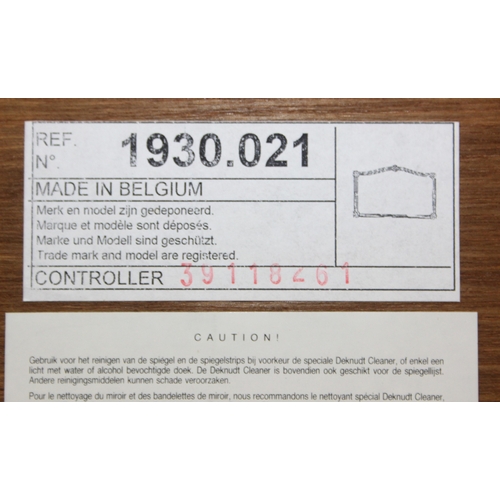 REF. N°. 1930.021
MADE IN BELGIUM
Merk en model zijn gedeponeerd.
Marque et modèle sont déposés.
Marke und Modell sind geschützt.
Trade mark and model are registered.
CONTROLLER 39118261
CAUTION!
Gebruik voor het reinigen van de spiegel en de spiegelstrips bij voorkeur de speciale Deknudt Cleaner, of enkel een
licht met water of alcohol bevochtigde doek. De Deknudt Cleaner is bovendien ook geschikt voor de spiegellijst.
Andere reinigingsmiddelen kunnen schade veroorzaken.
Pour le nettoyage du miroir et des bandelettes de miroir, nous recommandons le nettoyant spécial Deknudt Cleaner,